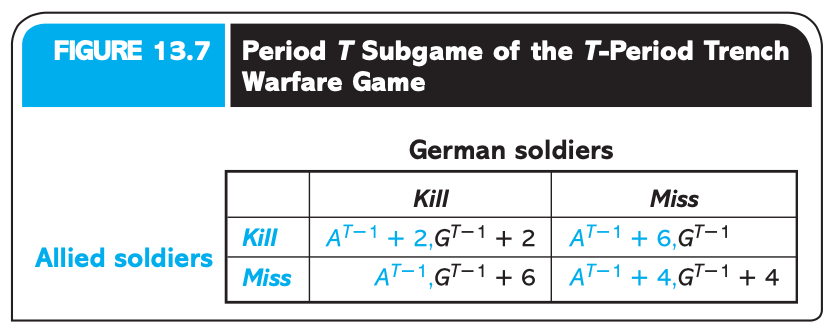 FIGURE 13.7
Period T Subgame of the T-Period Trench
Warfare Game
German soldiers
Kill Miss
Allied soldiers
Kill A^{T−1} + 2,G^{T−1} + 2 A^{T−1} + 6,G^{T−1}
Miss A^{T−1},G^{T−1} + 6 A^{T−1} + 4,G^{T−1} + 4